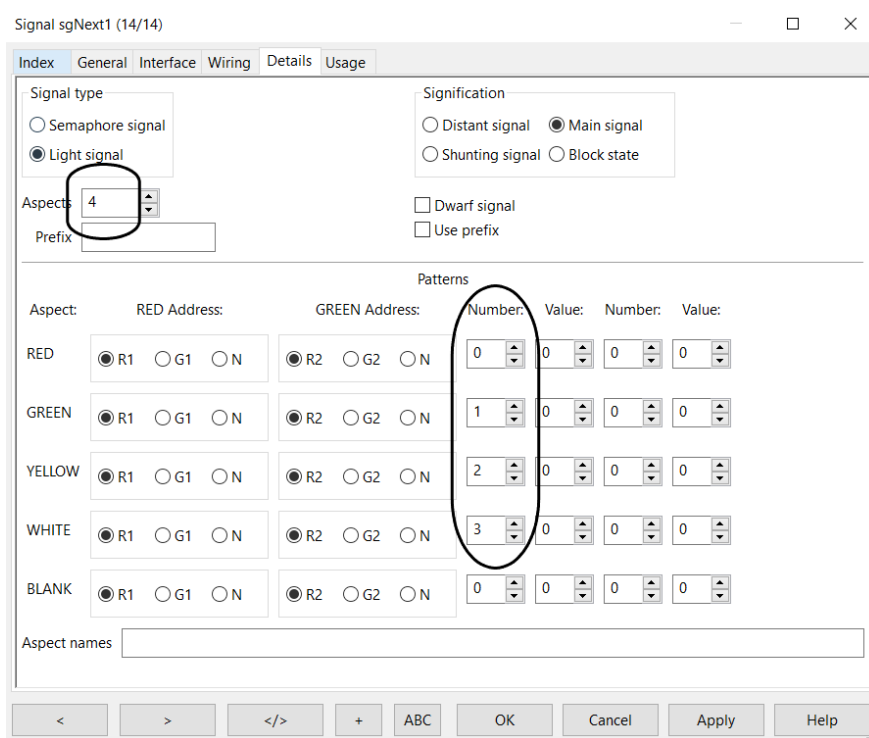 Signal sgNext1 (14/14)
Index General Interface Wiring Details Usage
Signal type Signification
Semaphore signal Distant signal Main signal
Light signal Shunting signal Block state
Aspects 4 Dwarf signal
Prefix Use prefix
Patterns
Aspect: RED Address: GREEN Address: Number: Value: Number: Value:
RED R1 G1 N R2 G2 N 0 0 0 0
GREEN R1 G1 N R2 G2 N 1 0 0 0
YELLOW R1 G1 N R2 G2 N 2 0 0 0
WHITE R1 G1 N R2 G2 N 3 0 0 0
BLANK R1 G1 N R2 G2 N 0 0 0 0
Aspect names
< > </> + ABC OK Cancel Apply Help